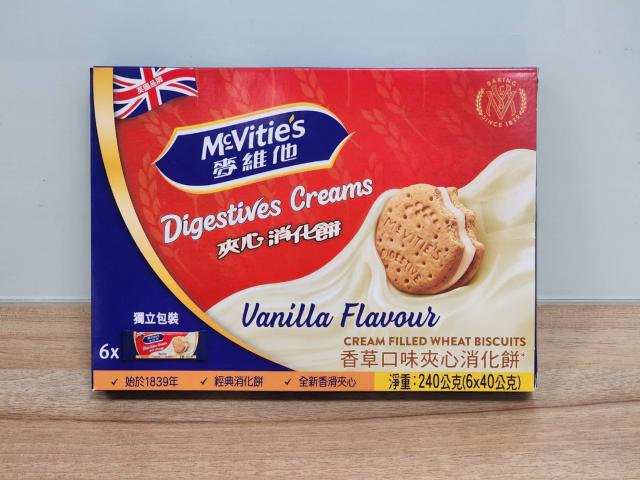 英國品牌
BAKING
SINCE 1839
McVitie's
麥維他
Digestives Creams
夾心消化餅
McVITIE'S
DIGESTIVE
Vanilla Flavour
CREAM FILLED WHEAT BISCUITS
香草口味夾心消化餅*
獨立包裝
6x
✓ 始於1839年 ✓ 經典消化餅 ✓ 全新香滑夾心
淨重:240公克(6x40公克)